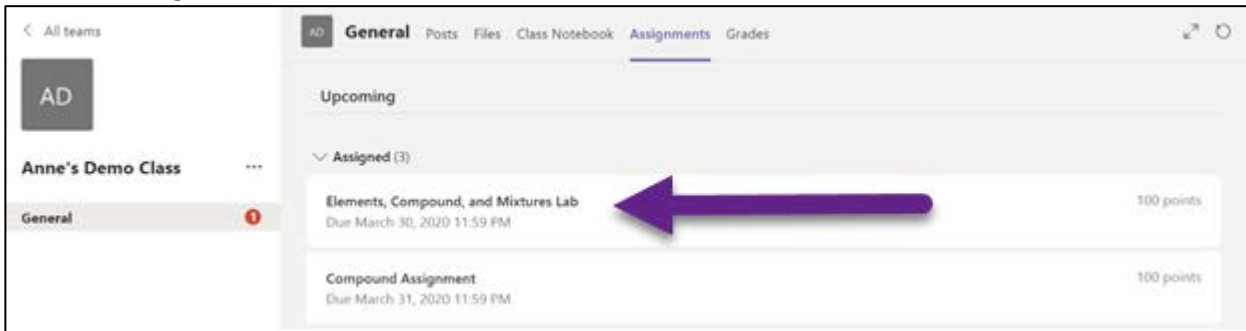 All teams
AD
Anne's Demo Class ...
General 1
AD General Posts Files Class Notebook Assignments Grades
Upcoming
Assigned (3)
Elements, Compound, and Mixtures Lab 100 points
Due March 30, 2020 11:59 PM
Compound Assignment 100 points
Due March 31, 2020 11:59 PM